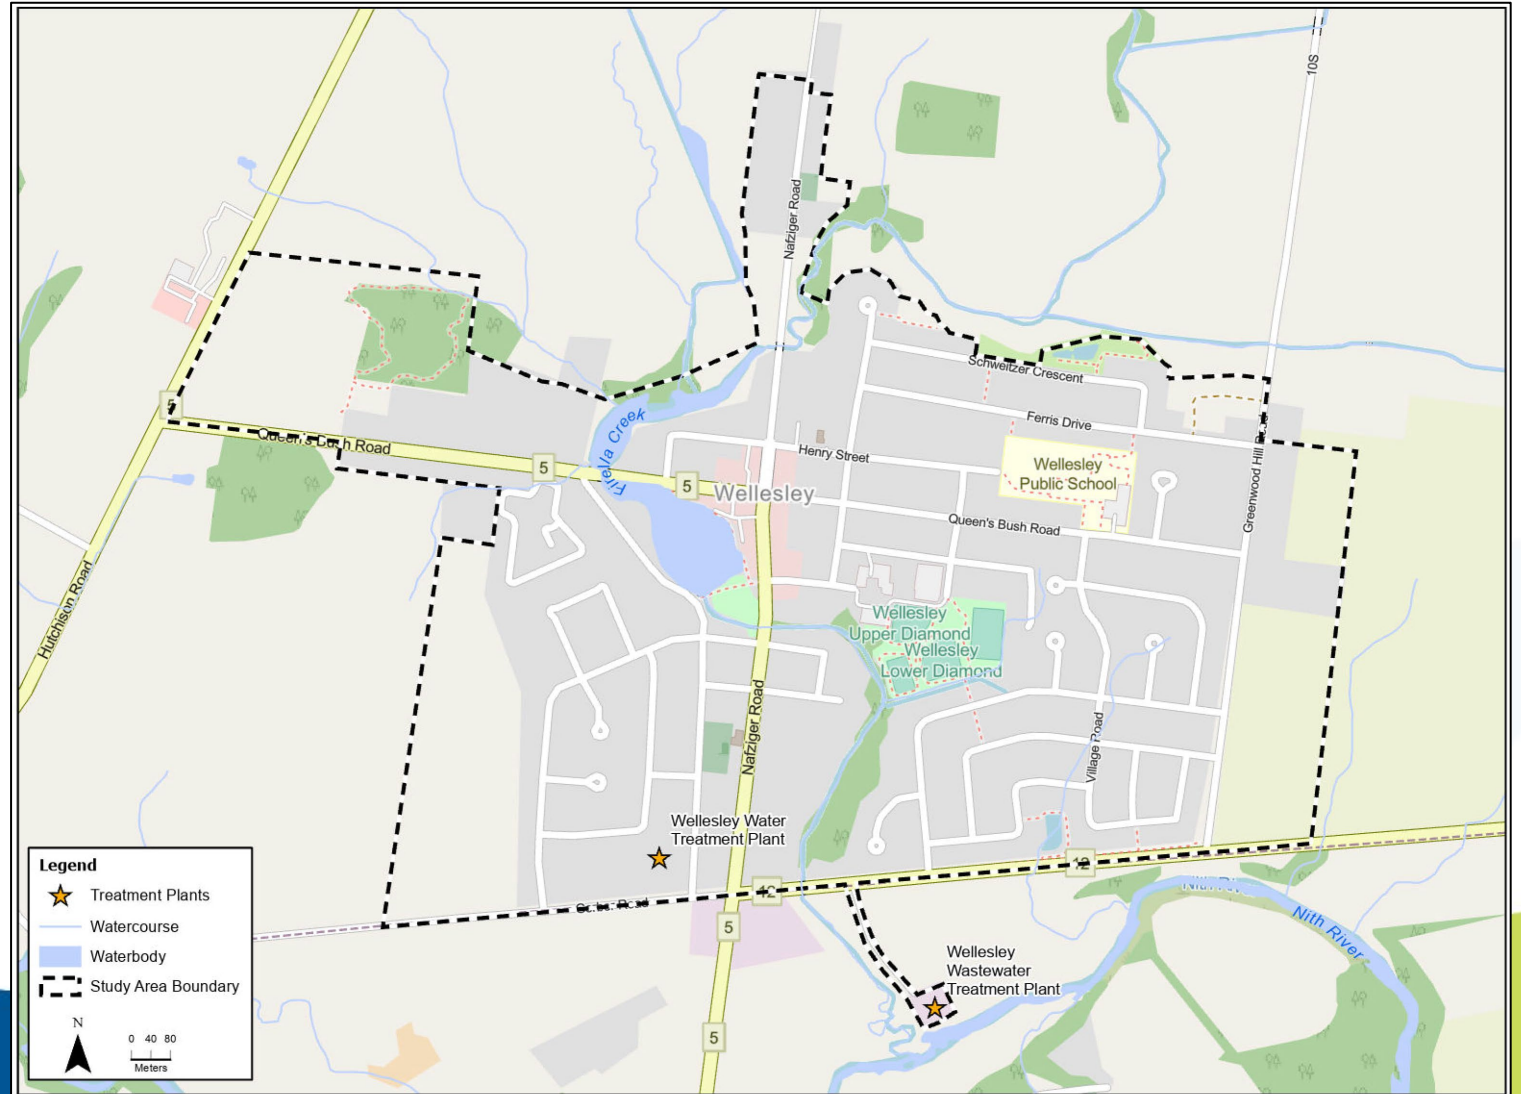 10S
Nafziger Road
Schweitzer Crescent
5
Ferris Drive
Queen's Bush Road
Henry Street
Greenwood Hill Road
5
Wellesley
Public School
5
Wellesley
Queen's Bush Road
Hutchison Road
Wellesley
Upper Diamond
Wellesley
Lower Diamond
Nafziger Road
Village Road
Wellesley Water
Treatment Plant
12
12
Road
5
Nith River
Wellesley
Wastewater
Treatment Plant
5
Creek
Legend
Treatment Plants
Watercourse
Waterbody
Study Area Boundary
N
0 40 80
Meters